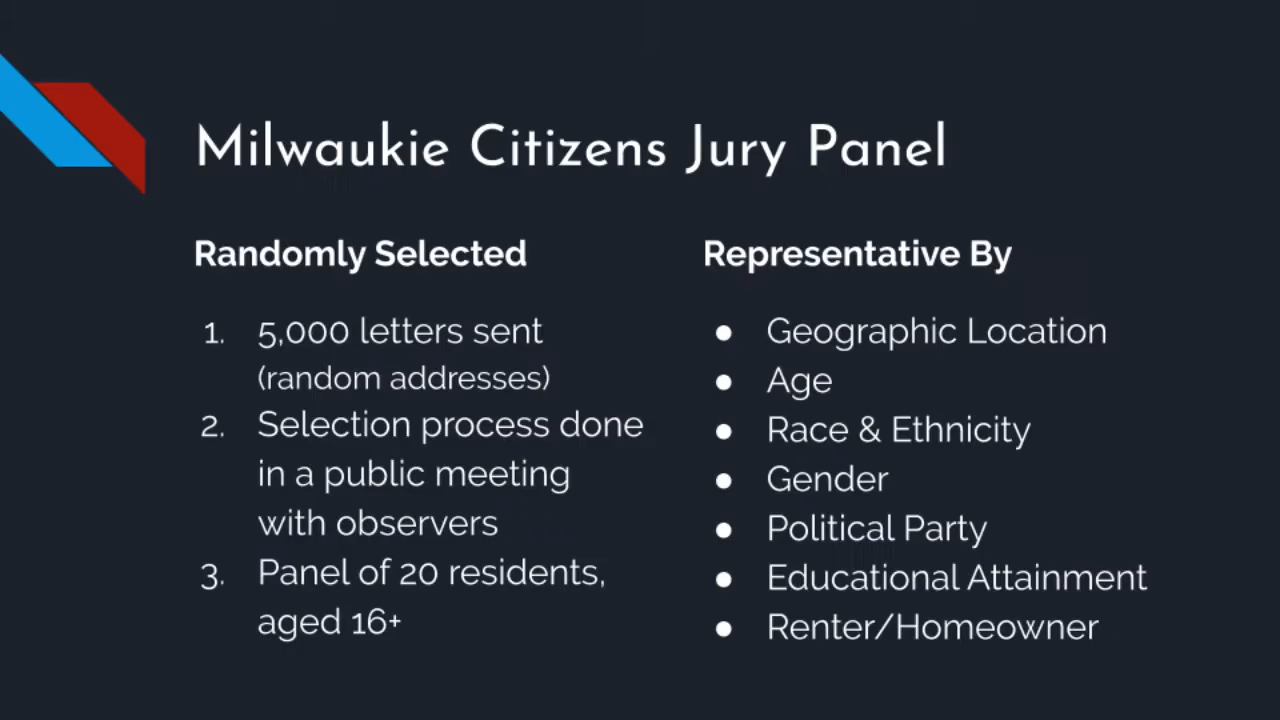 Milwaukie Citizens Jury Panel
Randomly Selected
1. 5,000 letters sent
(random addresses)
2. Selection process done
in a public meeting
with observers
3. Panel of 20 residents,
aged 16+
Representative By
● Geographic Location
● Age
● Race & Ethnicity
● Gender
● Political Party
● Educational Attainment
● Renter/Homeowner